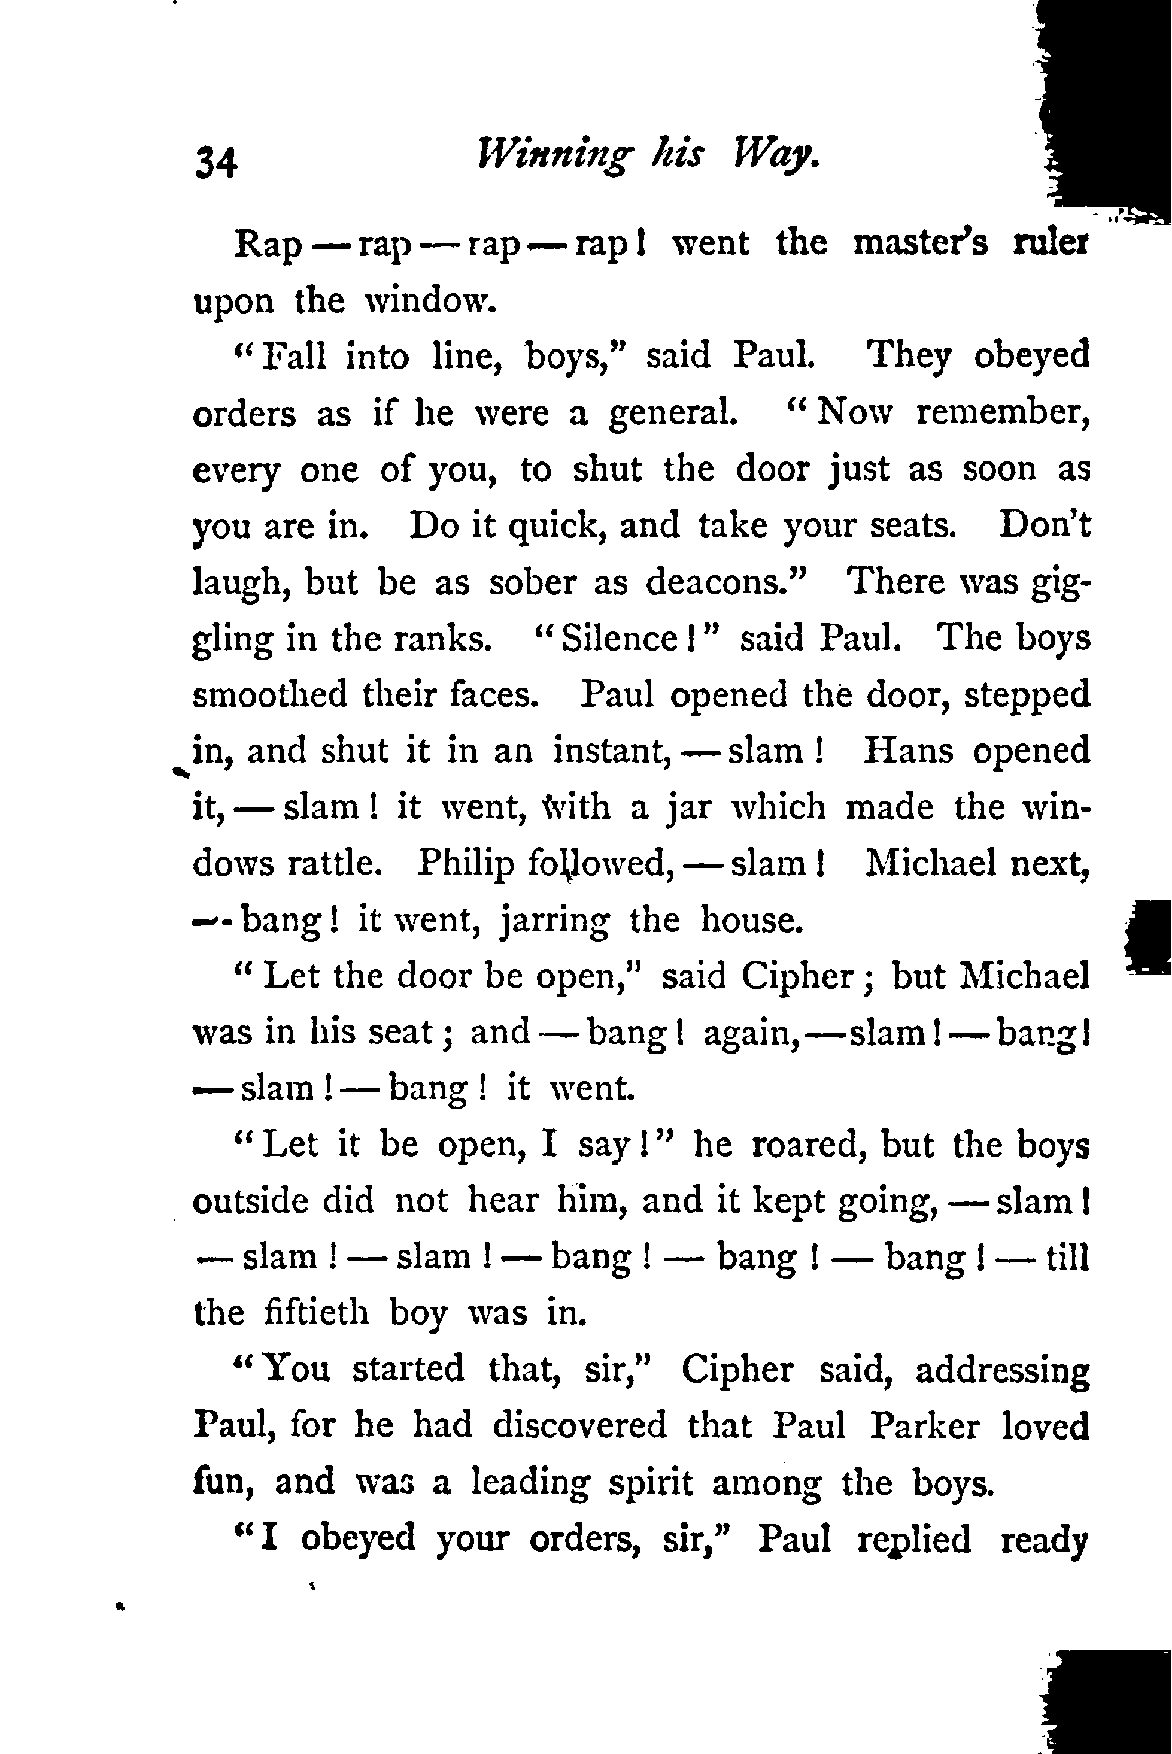 34 Winning his Way.
Rap — rap — rap — rap! went the master's ruler
upon the window.
"Fall into line, boys," said Paul. They obeyed
orders as if he were a general. "Now remember,
every one of you, to shut the door just as soon as
you are in. Do it quick, and take your seats. Don't
laugh, but be as sober as deacons." There was gig-
gling in the ranks. "Silence!" said Paul. The boys
smoothed their faces. Paul opened the door, stepped
in, and shut it in an instant, — slam! Hans opened
it, — slam! it went, with a jar which made the win-
dows rattle. Philip followed, — slam! Michael next,
— bang! it went, jarring the house.
"Let the door be open," said Cipher; but Michael
was in his seat; and — bang! again, — slam! — bang!
— slam! — bang! it went.
"Let it be open, I say!" he roared, but the boys
outside did not hear him, and it kept going, — slam!
— slam! — slam! — bang! — bang! — bang! — till
the fiftieth boy was in.
"You started that, sir," Cipher said, addressing
Paul, for he had discovered that Paul Parker loved
fun, and was a leading spirit among the boys.
"I obeyed your orders, sir," Paul replied ready